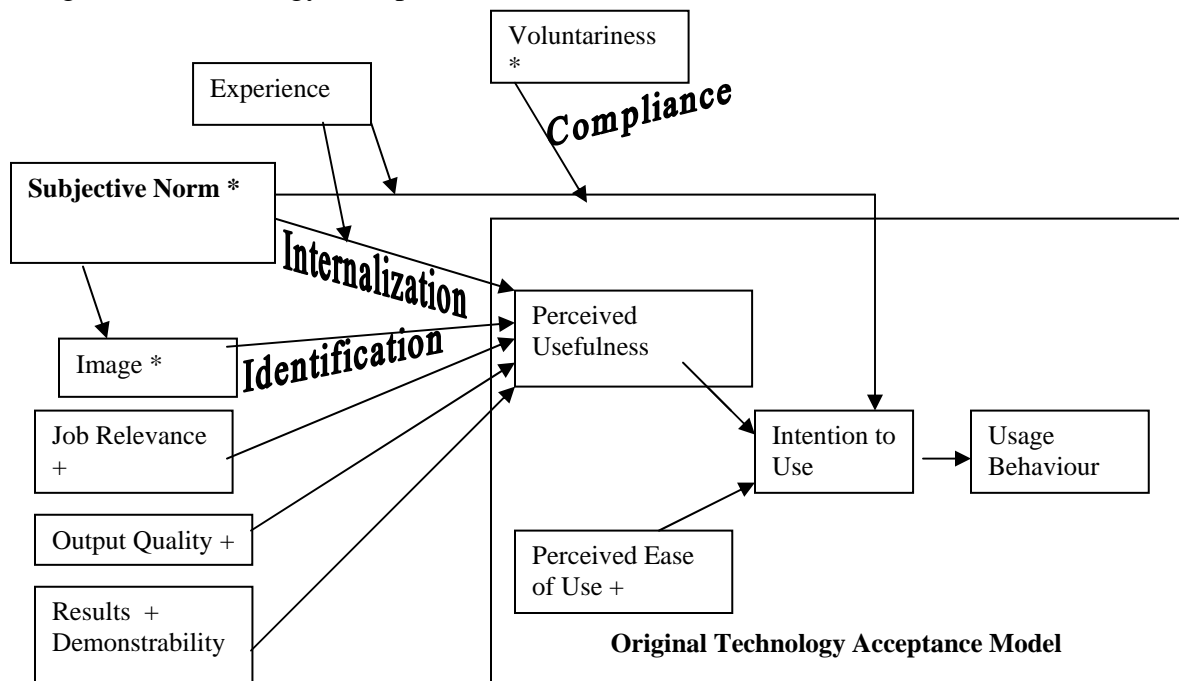 Voluntariness
*
Experience
Compliance
Subjective Norm *
Internalization
Perceived
Usefulness
Image *
Identification
Job Relevance
+
Intention to
Use
Usage
Behaviour
Output Quality +
Perceived Ease
of Use +
Results +
Demonstrability
Original Technology Acceptance Model